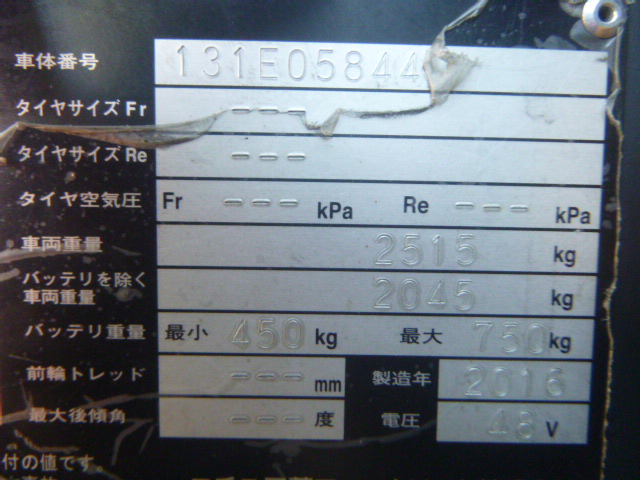 車体番号 131E05844
タイヤサイズ Fr ---
タイヤサイズ Re ---
タイヤ空気圧 Fr --- kPa Re --- kPa
車両重量 2515 kg
バッテリを除く
車両重量 2045 kg
バッテリ重量 最小 450 kg 最大 750 kg
前輪トレッド --- mm 製造年 2016
最大後傾角 --- 度 電圧 48 V
付の値です。